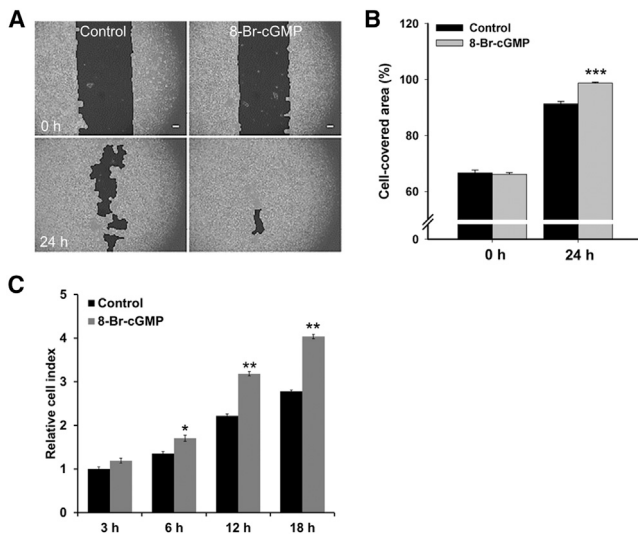 A
Control
8-Br-cGMP
0 h
24 h
B
Control
8-Br-cGMP
Cell-covered area (%)
120
100
80
60
0
***
0 h
24 h
C
Control
8-Br-cGMP
Relative cell index
5
4
3
2
1
0
*
**
**
3 h
6 h
12 h
18 h